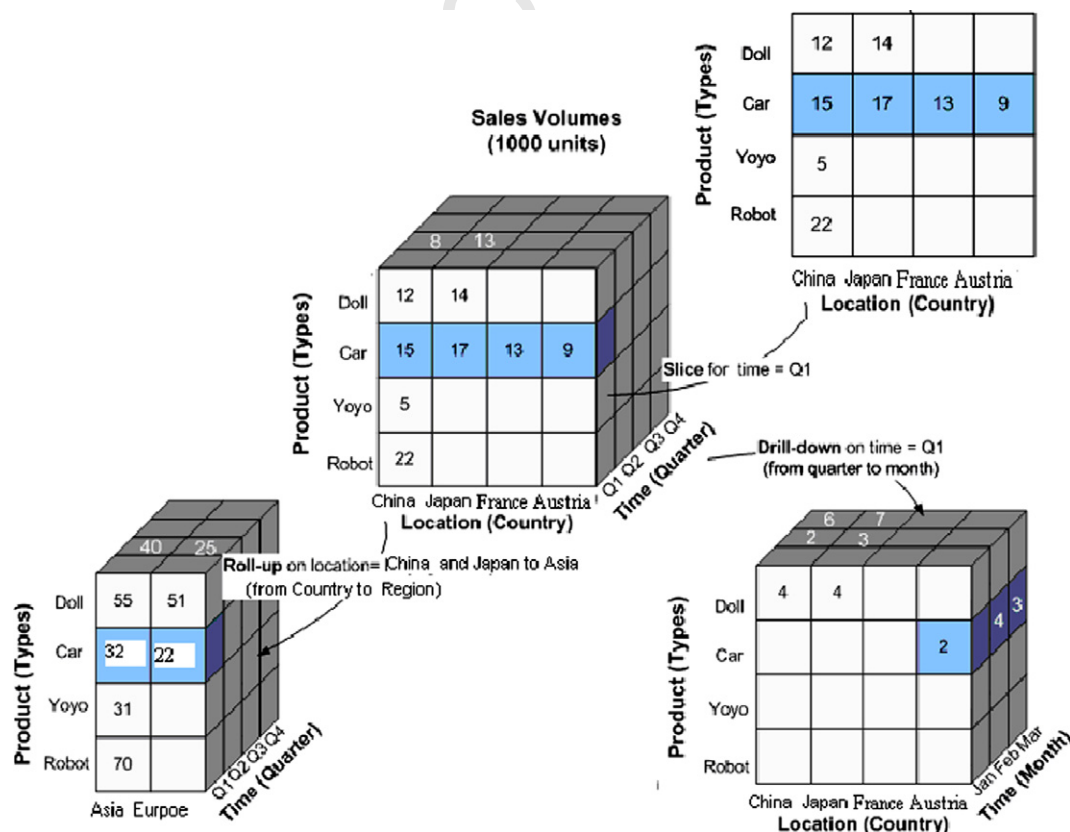 Sales Volumes
(1000 units)
Product (Types)
Doll 12 14
Car 15 17 13 9
Yoyo 5
Robot 22
China Japan France Austria
Location (Country)
8 13
Product (Types)
Doll 12 14
Car 15 17 13 9
Yoyo 5
Robot 22
China Japan France Austria
Location (Country)
Q1 Q2 Q3 Q4
Time (Quarter)
Slice for time = Q1
Drill-down on time = Q1
(from quarter to month)
Roll-up on location= China and Japan to Asia
(from Country to Region)
40 25
Product (Types)
Doll 55 51
Car 32 22
Yoyo 31
Robot 70
Asia Eurpoe
Q1 Q2 Q3 Q4
Time (Quarter)
6 7
2 3
Product (Types)
Doll 4 4
Car 2 4 3
Yoyo
Robot
China Japan France Austria
Location (Country)
Jan Feb Mar
Time (Month)